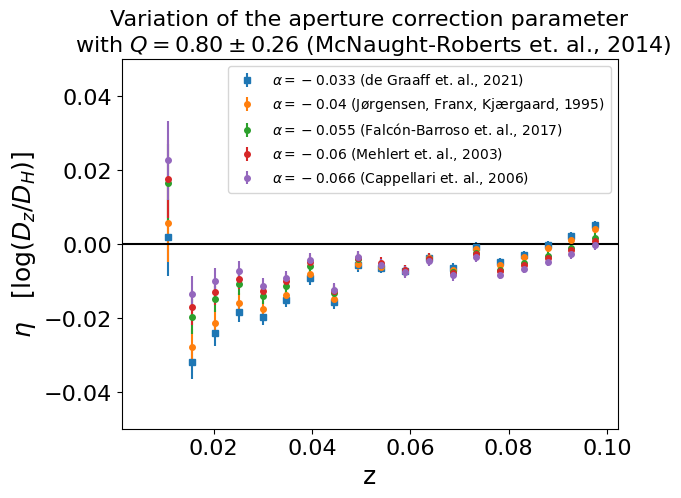 Variation of the aperture correction parameter
with Q = 0.80 ± 0.26 (McNaught-Roberts et. al., 2014)
α = − 0.033 (de Graaff et. al., 2021)
α = − 0.04 (Jørgensen, Franx, Kjærgaard, 1995)
α = − 0.055 (Falcón-Barroso et. al., 2017)
α = − 0.06 (Mehlert et. al., 2003)
α = − 0.066 (Cappellari et. al., 2006)
η [log(D_z/D_H)]
0.04
0.02
0.00
−0.02
−0.04
0.02 0.04 0.06 0.08 0.10
z